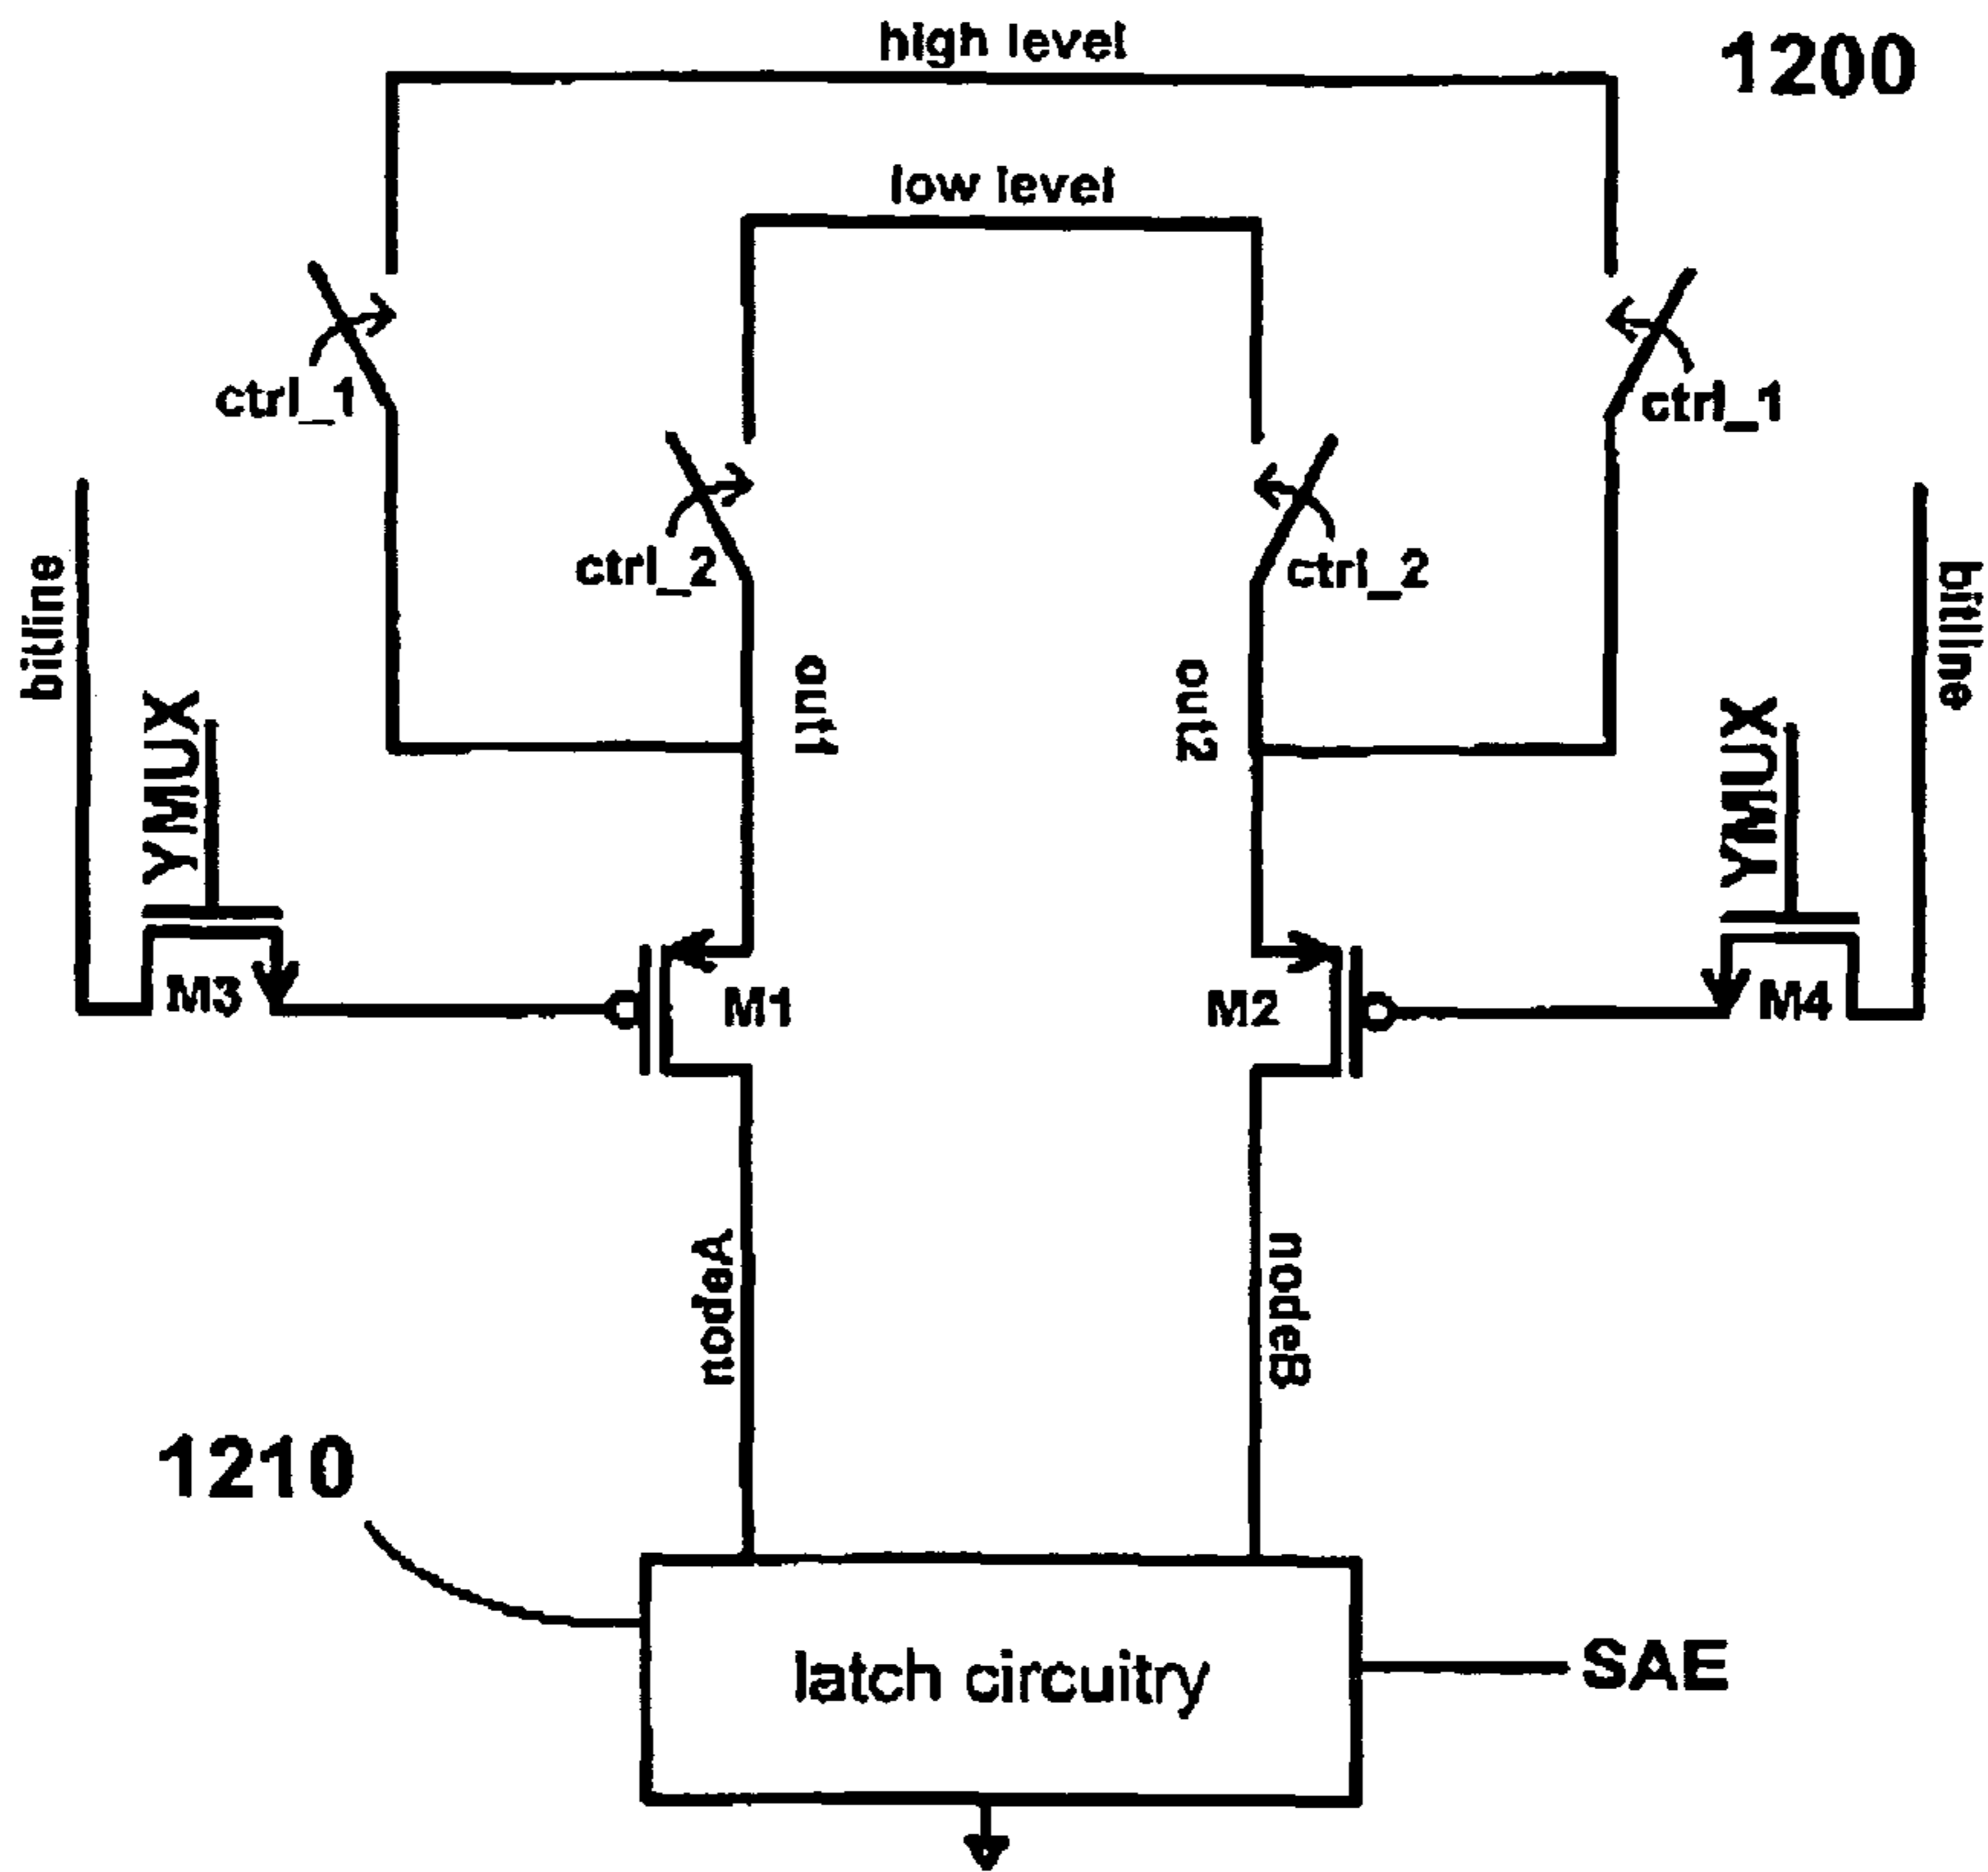 high level
1200
low level
ctrl_1
ctrl_1
ctrl_2
ctrl_2
bitline
bitline
out1
out2
YMUX
YMUX
M3
M1
M2
M4
nodeA
nodeB
1210
latch circuitry
SAE